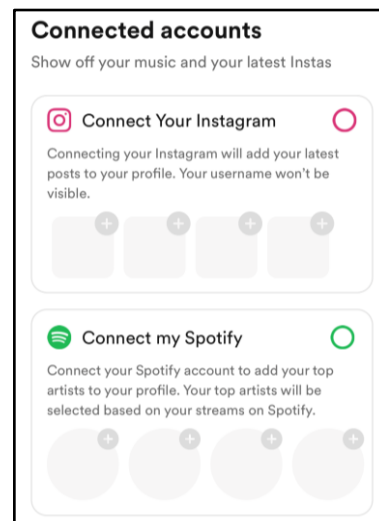 Connected accounts
Show off your music and your latest Instas
Connect Your Instagram
Connecting your Instagram will add your latest
posts to your profile. Your username won't be
visible.
Connect my Spotify
Connect your Spotify account to add your top
artists to your profile. Your top artists will be
selected based on your streams on Spotify.